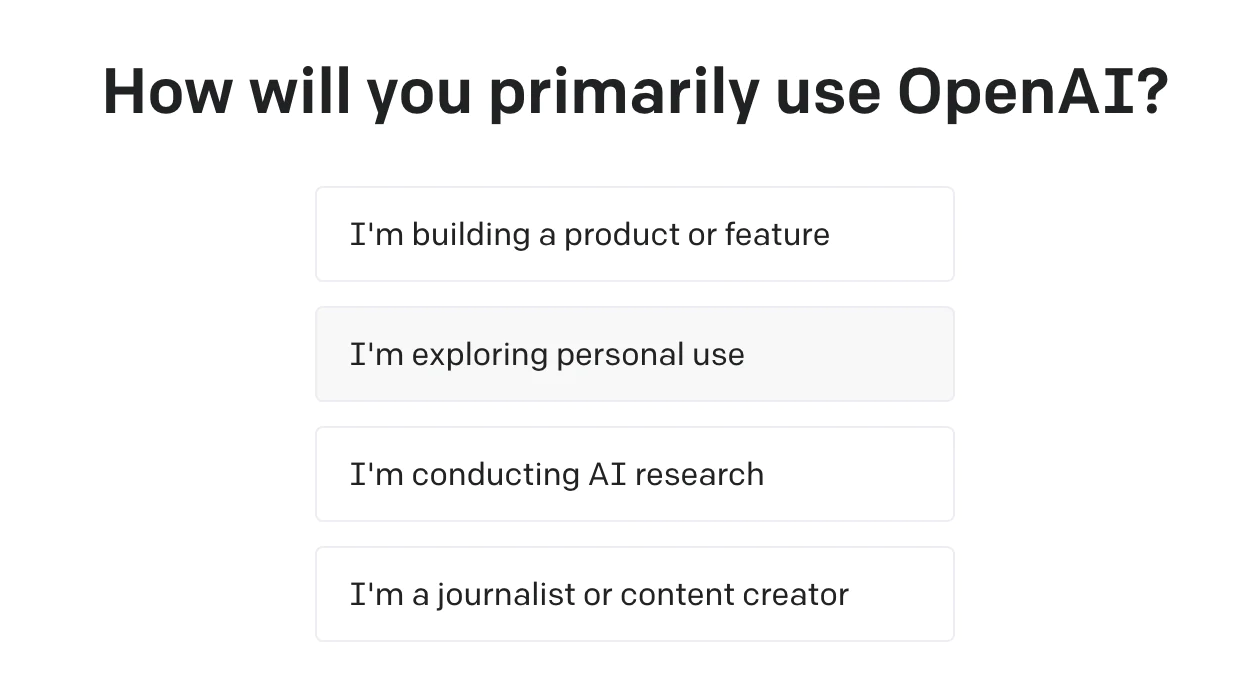 How will you primarily use OpenAI?
I'm building a product or feature
I'm exploring personal use
I'm conducting AI research
I'm a journalist or content creator